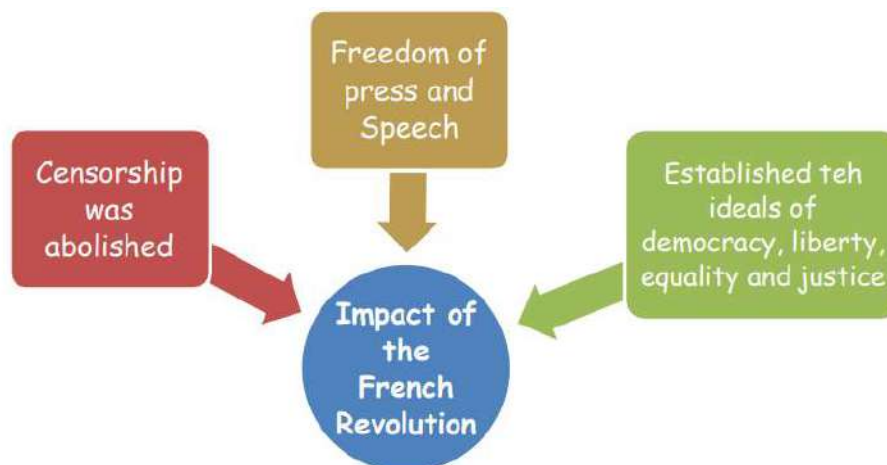 Freedom of
press and
Speech
Censorship
was
abolished
Established teh
ideals of
democracy, liberty,
equality and justice
Impact of
the
French
Revolution